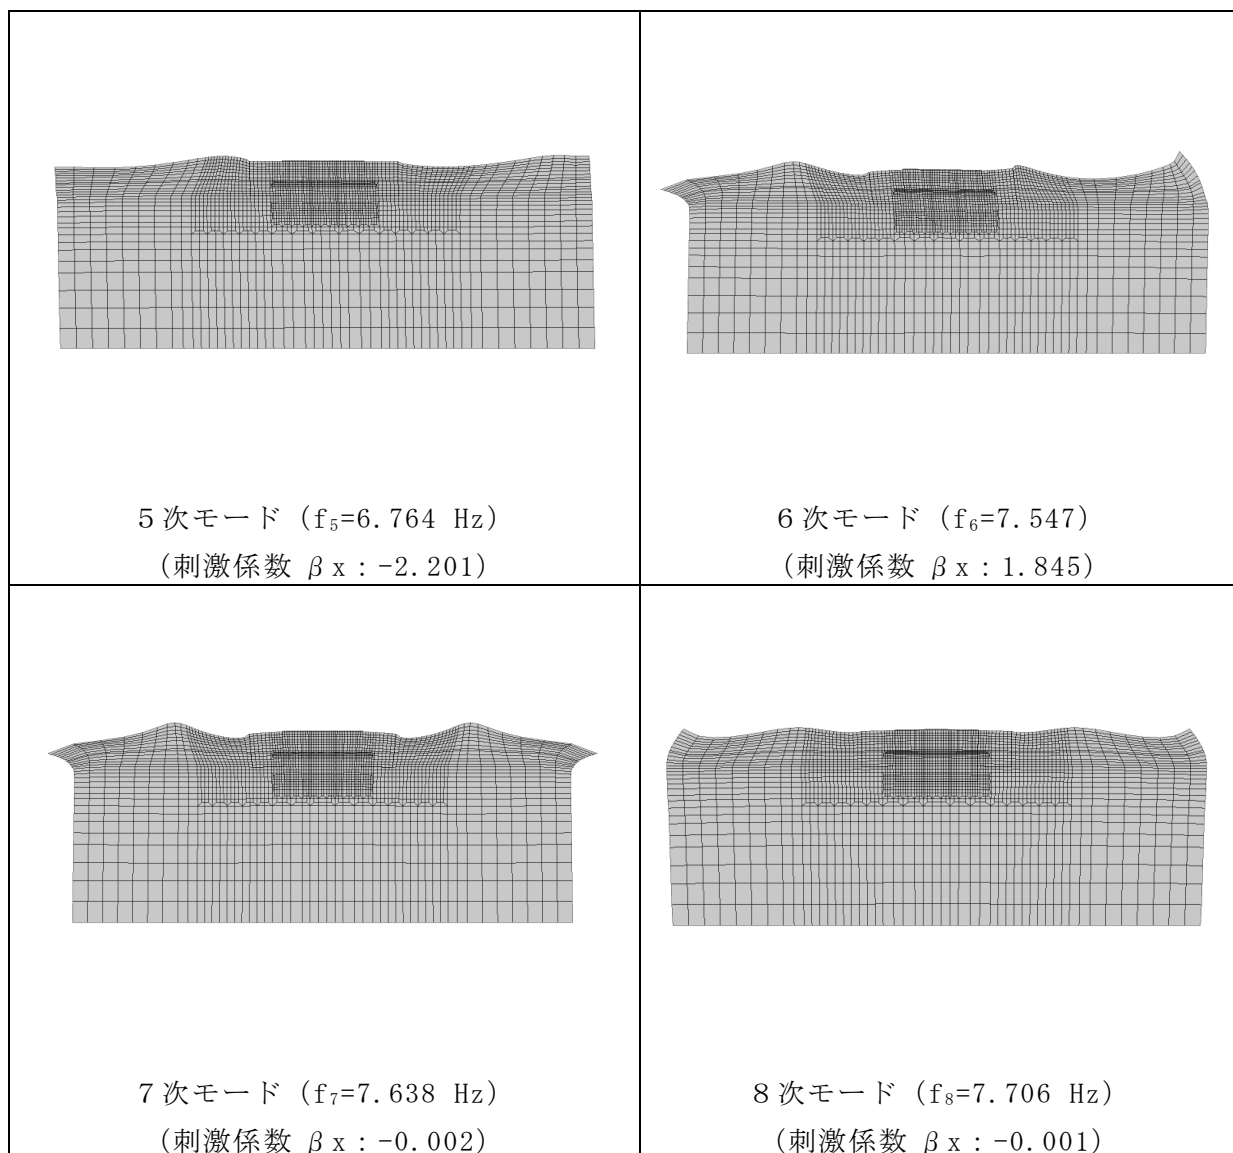 5次モード (f₅=6.764 Hz)
(刺激係数 βx:-2.201)
6次モード (f₆=7.547)
(刺激係数 βx:1.845)
7次モード (f₇=7.638 Hz)
(刺激係数 βx:-0.002)
8次モード (f₈=7.706 Hz)
(刺激係数 βx:-0.001)